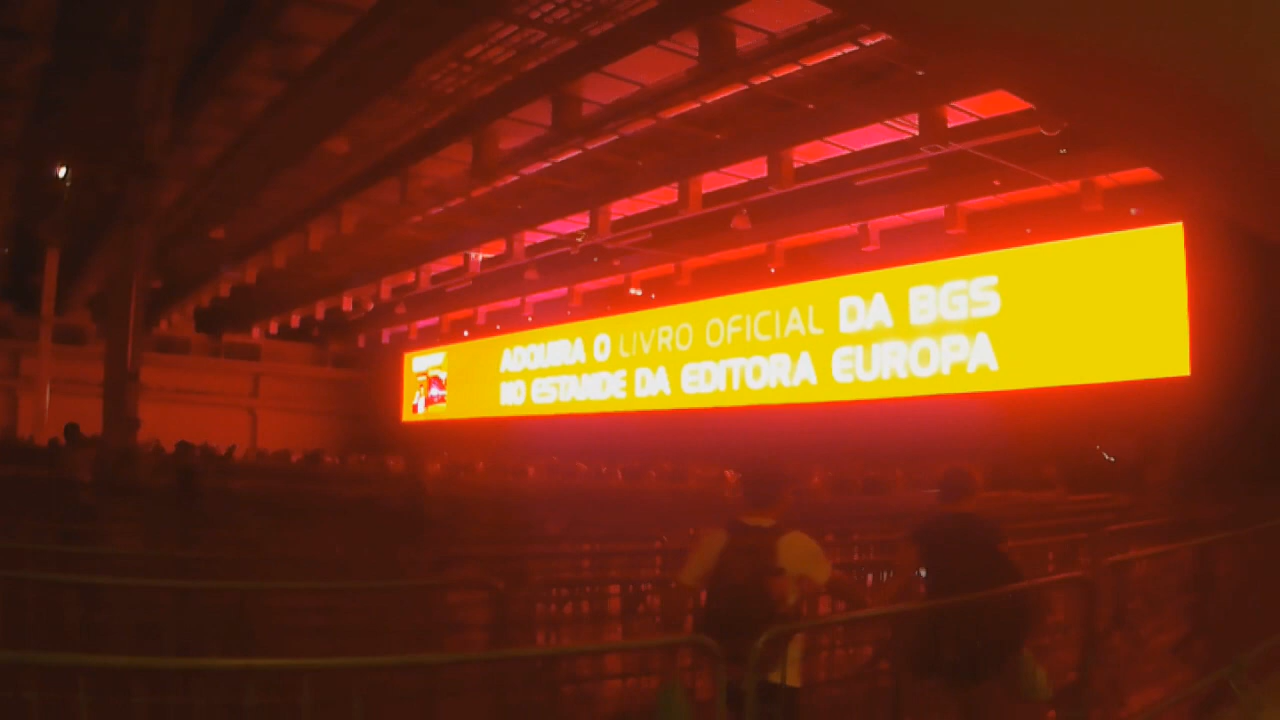 ADQUIRA O LIVRO OFICIAL DA BGS
NO ESTANDE DA EDITORA EUROPA